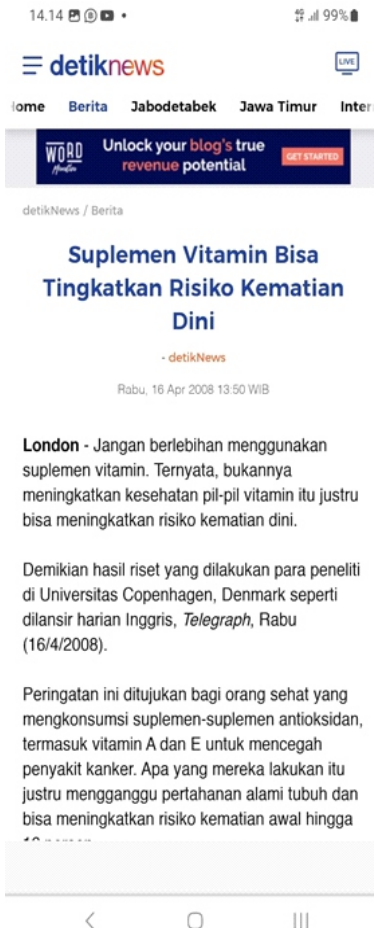 14.14
99%
detiknews
LIVE
ome Berita Jabodetabek Jawa Timur Inter
WORD Unlock your blog's true
revenue potential
GET STARTED
detikNews / Berita
Suplemen Vitamin Bisa
Tingkatkan Risiko Kematian
Dini
- detikNews
Rabu, 16 Apr 2008 13:50 WIB
London - Jangan berlebihan menggunakan
suplemen vitamin. Ternyata, bukannya
meningkatkan kesehatan pil-pil vitamin itu justru
bisa meningkatkan risiko kematian dini.
Demikian hasil riset yang dilakukan para peneliti
di Universitas Copenhagen, Denmark seperti
dilansir harian Inggris, Telegraph, Rabu
(16/4/2008).
Peringatan ini ditujukan bagi orang sehat yang
mengkonsumsi suplemen-suplemen antioksidan,
termasuk vitamin A dan E untuk mencegah
penyakit kanker. Apa yang mereka lakukan itu
justru mengganggu pertahanan alami tubuh dan
bisa meningkatkan risiko kematian awal hingga